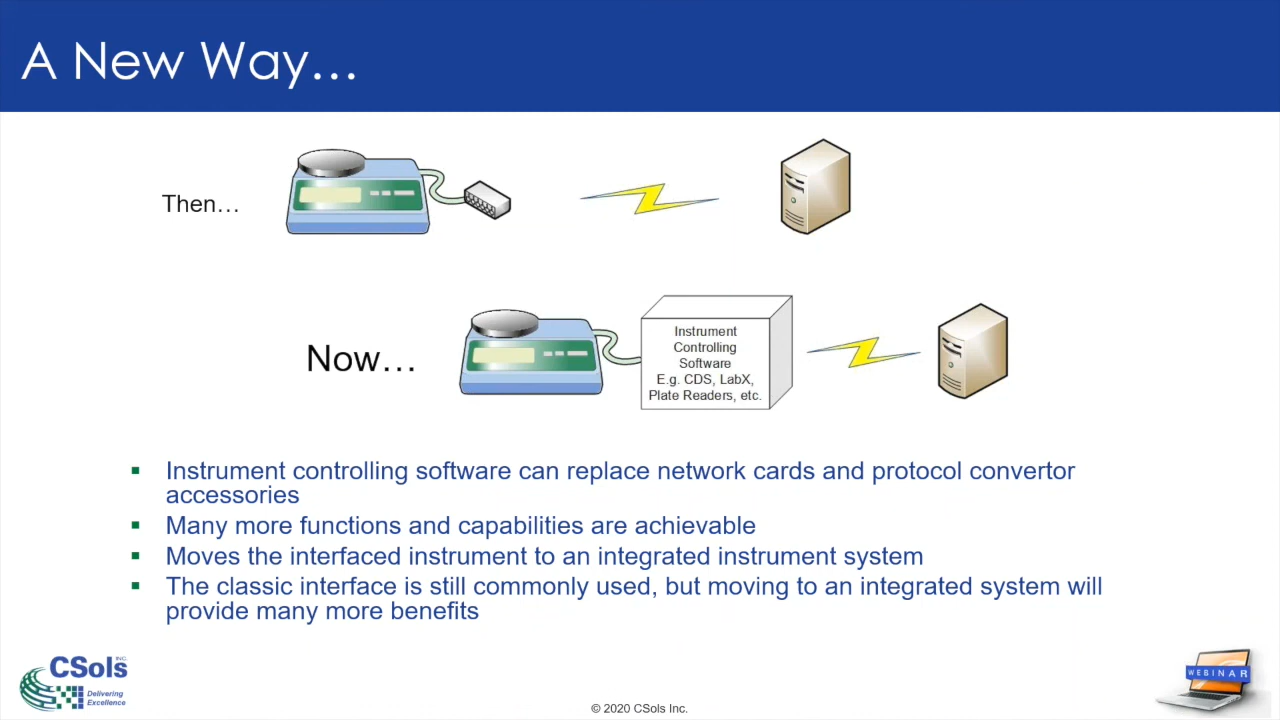 A New Way…
Then…
Now…
Instrument
Controlling
Software
E.g. CDS, LabX,
Plate Readers, etc.
▪ Instrument controlling software can replace network cards and protocol convertor
accessories
▪ Many more functions and capabilities are achievable
▪ Moves the interfaced instrument to an integrated instrument system
▪ The classic interface is still commonly used, but moving to an integrated system will
provide many more benefits
CSols INC.
Delivering
Excellence
© 2020 CSols Inc.
WEBINAR